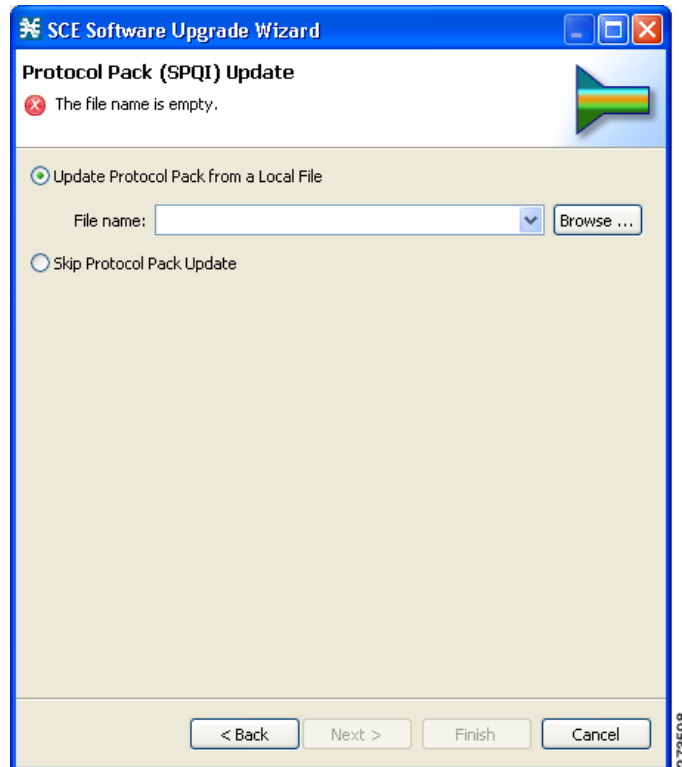 SCE Software Upgrade Wizard
Protocol Pack (SPQI) Update
The file name is empty.
Update Protocol Pack from a Local File
File name:
Browse ...
Skip Protocol Pack Update
< Back
Next >
Finish
Cancel